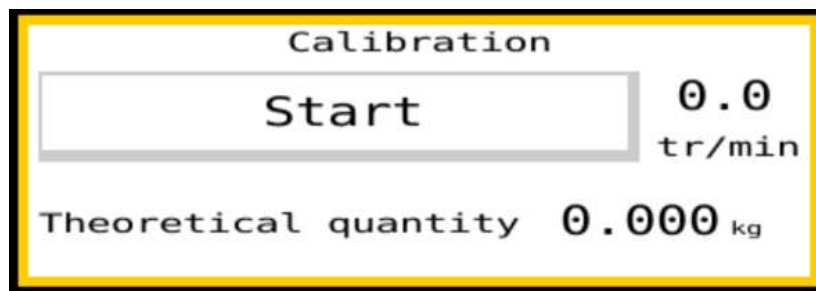 Calibration
Start
0.0
tr/min
Theoretical quantity 0.000 kg